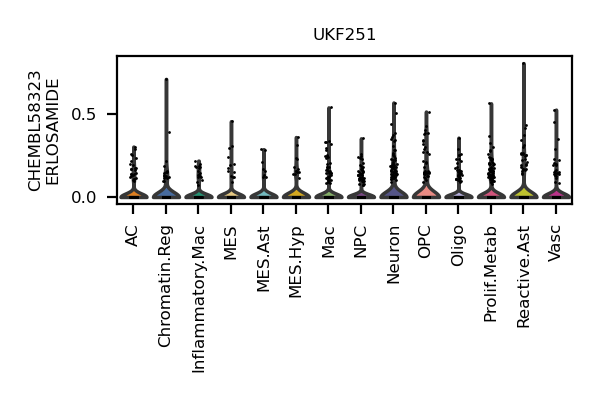 UKF251
CHEMBL58323
ERLOSAMIDE
0.5
0.0
AC
Chromatin.Reg
Inflammatory.Mac
MES
MES.Ast
MES.Hyp
Mac
NPC
Neuron
OPC
Oligo
Prolif.Metab
Reactive.Ast
Vasc